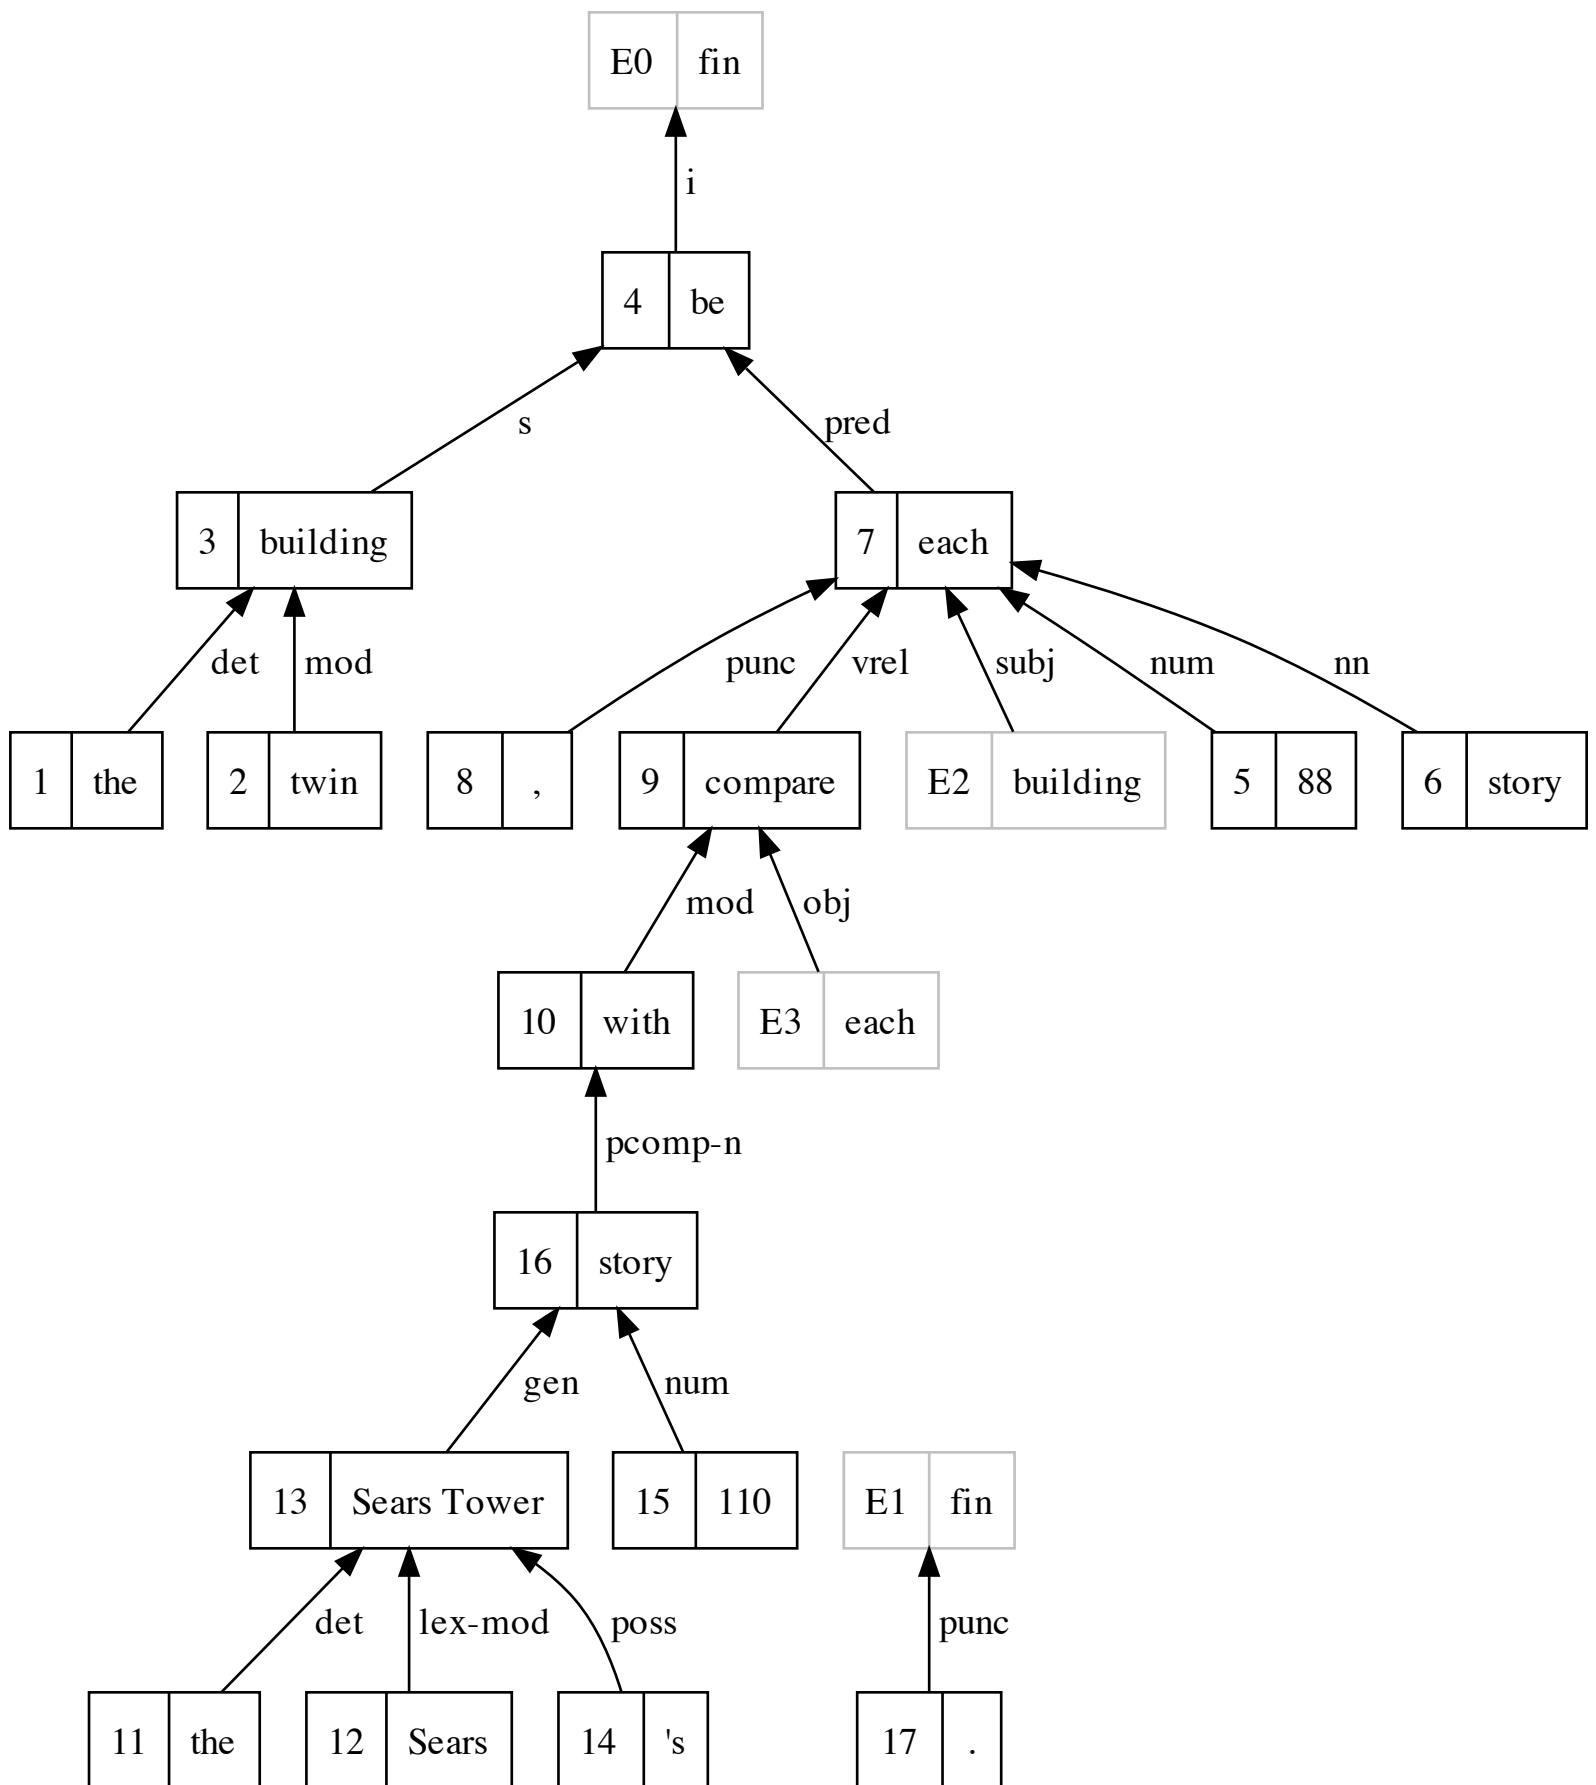 E0 fin
i
4 be
s pred
3 building 7 each
det mod punc vrel subj num nn
1 the 2 twin 8 , 9 compare E2 building 5 88 6 story
mod obj
10 with E3 each
pcomp-n
16 story
gen num
13 Sears Tower 15 110 E1 fin
det lex-mod poss punc
11 the 12 Sears 14 's 17 .